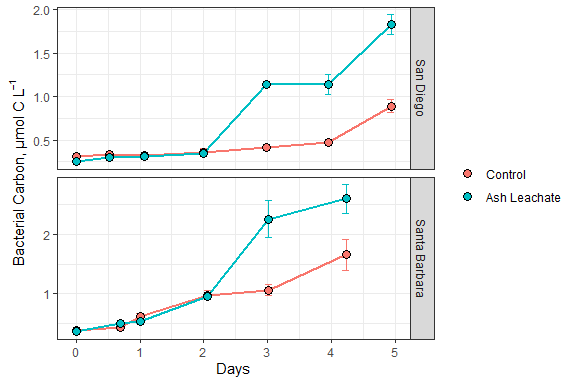 2.0
1.5
1.0
0.5
San Diego
2
1
Santa Barbara
0 1 2 3 4 5
Days
Bacterial Carbon, μmol C L⁻¹
Control
Ash Leachate